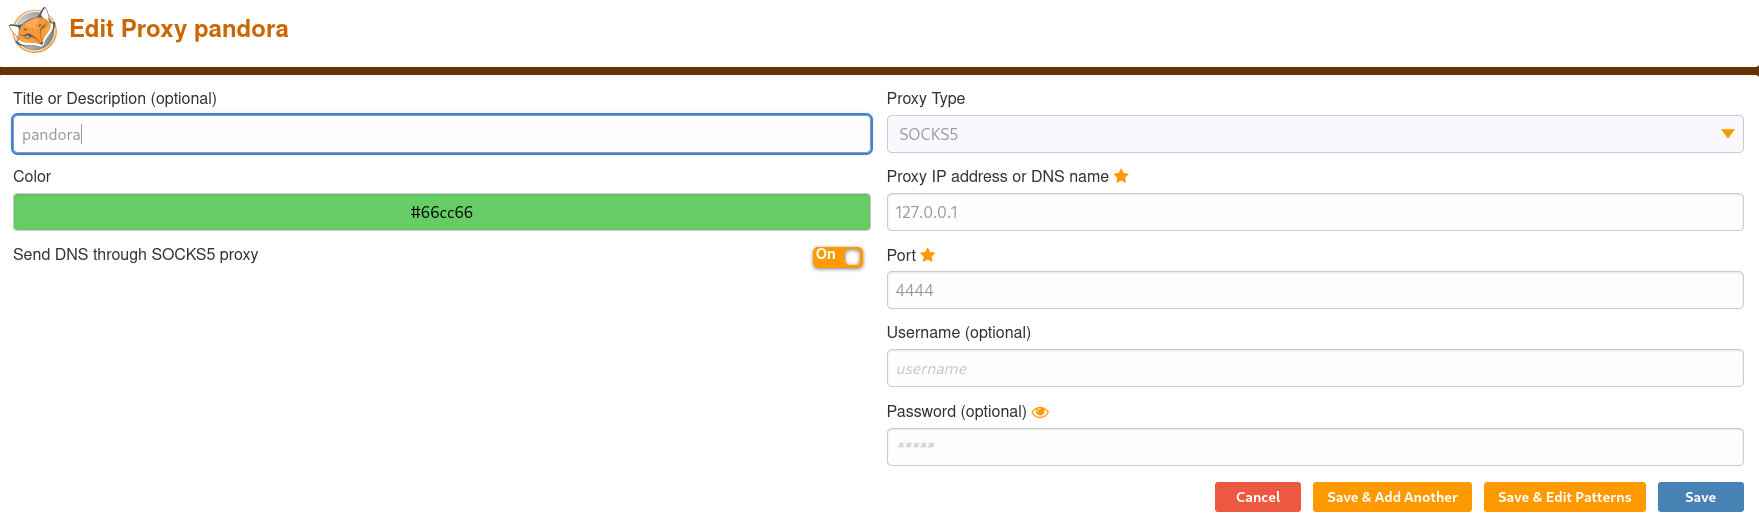 Edit Proxy pandora
Title or Description (optional)
pandora
Color
#66cc66
Send DNS through SOCKS5 proxy
On
Proxy Type
SOCKS5
Proxy IP address or DNS name
127.0.0.1
Port
4444
Username (optional)
username
Password (optional)
*****
Cancel
Save & Add Another
Save & Edit Patterns
Save